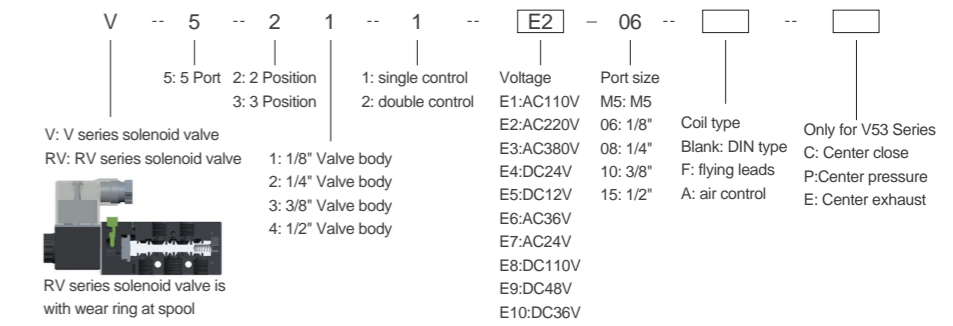 V -- 5 -- 2 1 -- 1 -- E2 – 06 -- --
5: 5 Port
2: 2 Position
3: 3 Position
1: single control
2: double control
Voltage
E1:AC110V
E2:AC220V
E3:AC380V
E4:DC24V
E5:DC12V
E6:AC36V
E7:AC24V
E8:DC110V
E9:DC48V
E10:DC36V
Port size
M5: M5
06: 1/8"
08: 1/4"
10: 3/8"
15: 1/2"
Coil type
Blank: DIN type
F: flying leads
A: air control
Only for V53 Series
C: Center close
P:Center pressure
E: Center exhaust
V: V series solenoid valve
RV: RV series solenoid valve
1: 1/8" Valve body
2: 1/4" Valve body
3: 3/8" Valve body
4: 1/2" Valve body
RV series solenoid valve is
with wear ring at spool